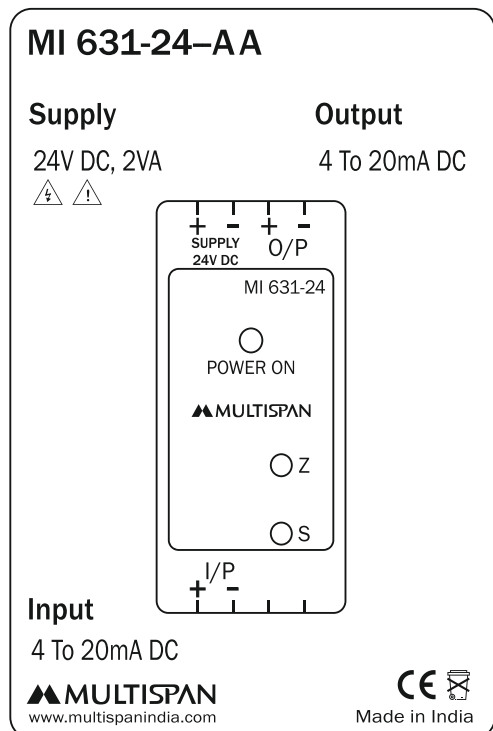 MI 631-24–AA
Supply
Output
24V DC, 2VA
4 To 20mA DC
+ - + -
SUPPLY
24V DC
O/P
MI 631-24
POWER ON
MULTISPAN
Z
S
I/P
+ -
Input
4 To 20mA DC
MULTISPAN
www.multispanindia.com
CE
Made in India